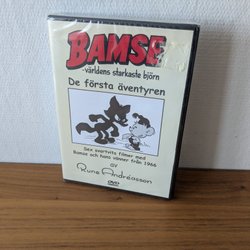 BAMSE
världens starkaste björn
De första äventyren
Sex svartvita filmer med
Bamse och hans vänner från 1966
av
Rune Andréasson
DVD